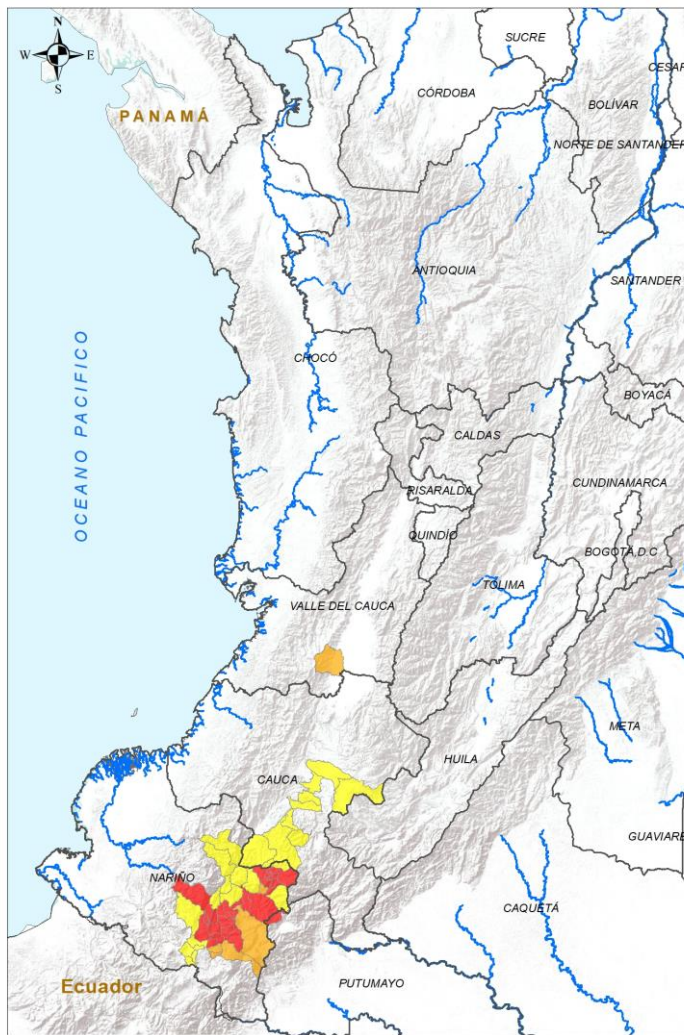 N
W E
S
SUCRE
CESAR
CÓRDOBA
BOLÍVAR
PANAMÁ
NORTE DE SANTANDER
ANTIOQUIA
SANTANDER
OCEANO PACIFICO
CHOCÓ
BOYACÁ
CALDAS
CUNDINAMARCA
RISARALDA
QUINDÍO
BOGOTÁ D.C
TOLIMA
VALLE DEL CAUCA
META
HUILA
CAUCA
GUAVIARE
NARIÑO
CAQUETÁ
Ecuador
PUTUMAYO